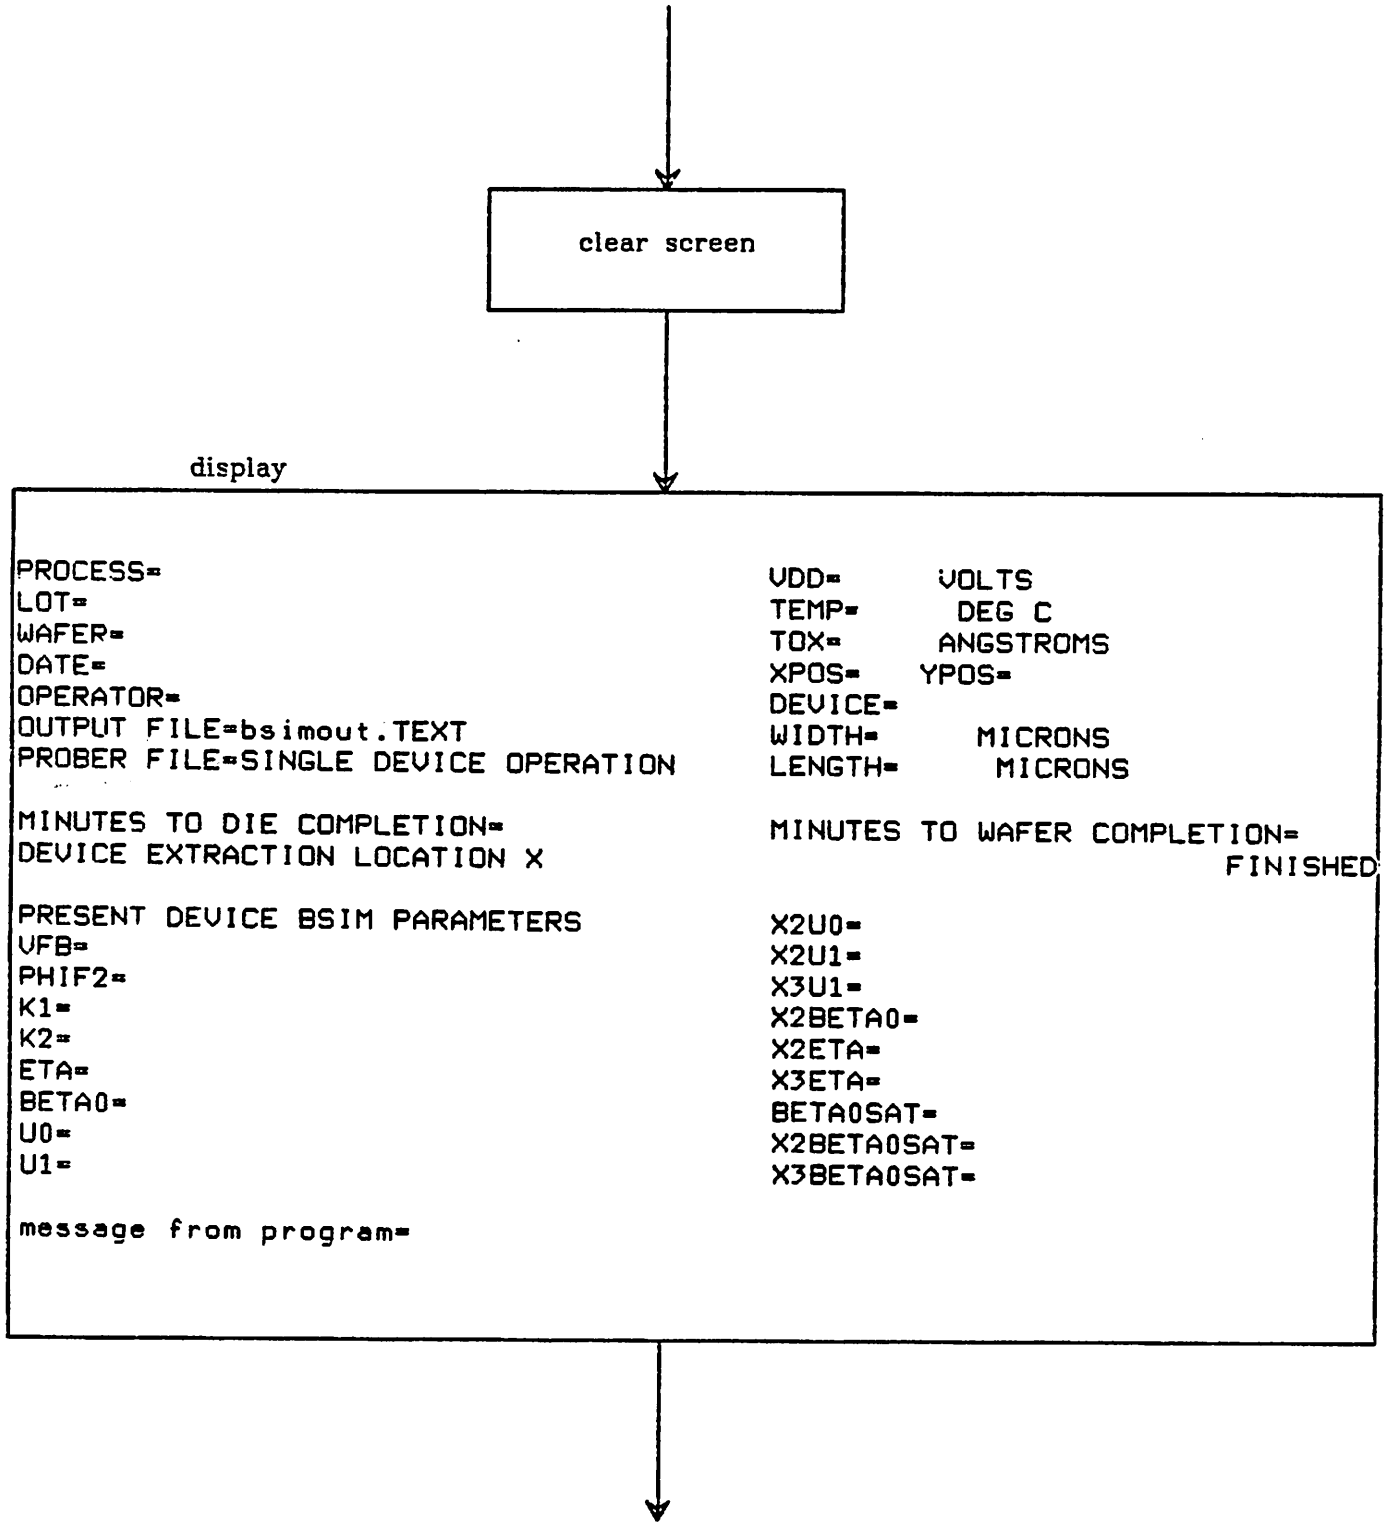 clear screen
display
PROCESS=
LOT=
WAFER=
DATE=
OPERATOR=
OUTPUT FILE=bsimout.TEXT
PROBER FILE=SINGLE DEVICE OPERATION
VDD= VOLTS
TEMP= DEG C
TOX= ANGSTROMS
XPOS= YPOS=
DEVICE=
WIDTH= MICRONS
LENGTH= MICRONS
MINUTES TO DIE COMPLETION= MINUTES TO WAFER COMPLETION=
DEVICE EXTRACTION LOCATION X FINISHED
PRESENT DEVICE BSIM PARAMETERS
VFB=
PHIF2=
K1=
K2=
ETA=
BETA0=
U0=
U1=
X2U0=
X2U1=
X3U1=
X2BETA0=
X2ETA=
X3ETA=
BETA0SAT=
X2BETA0SAT=
X3BETA0SAT=
message from program=